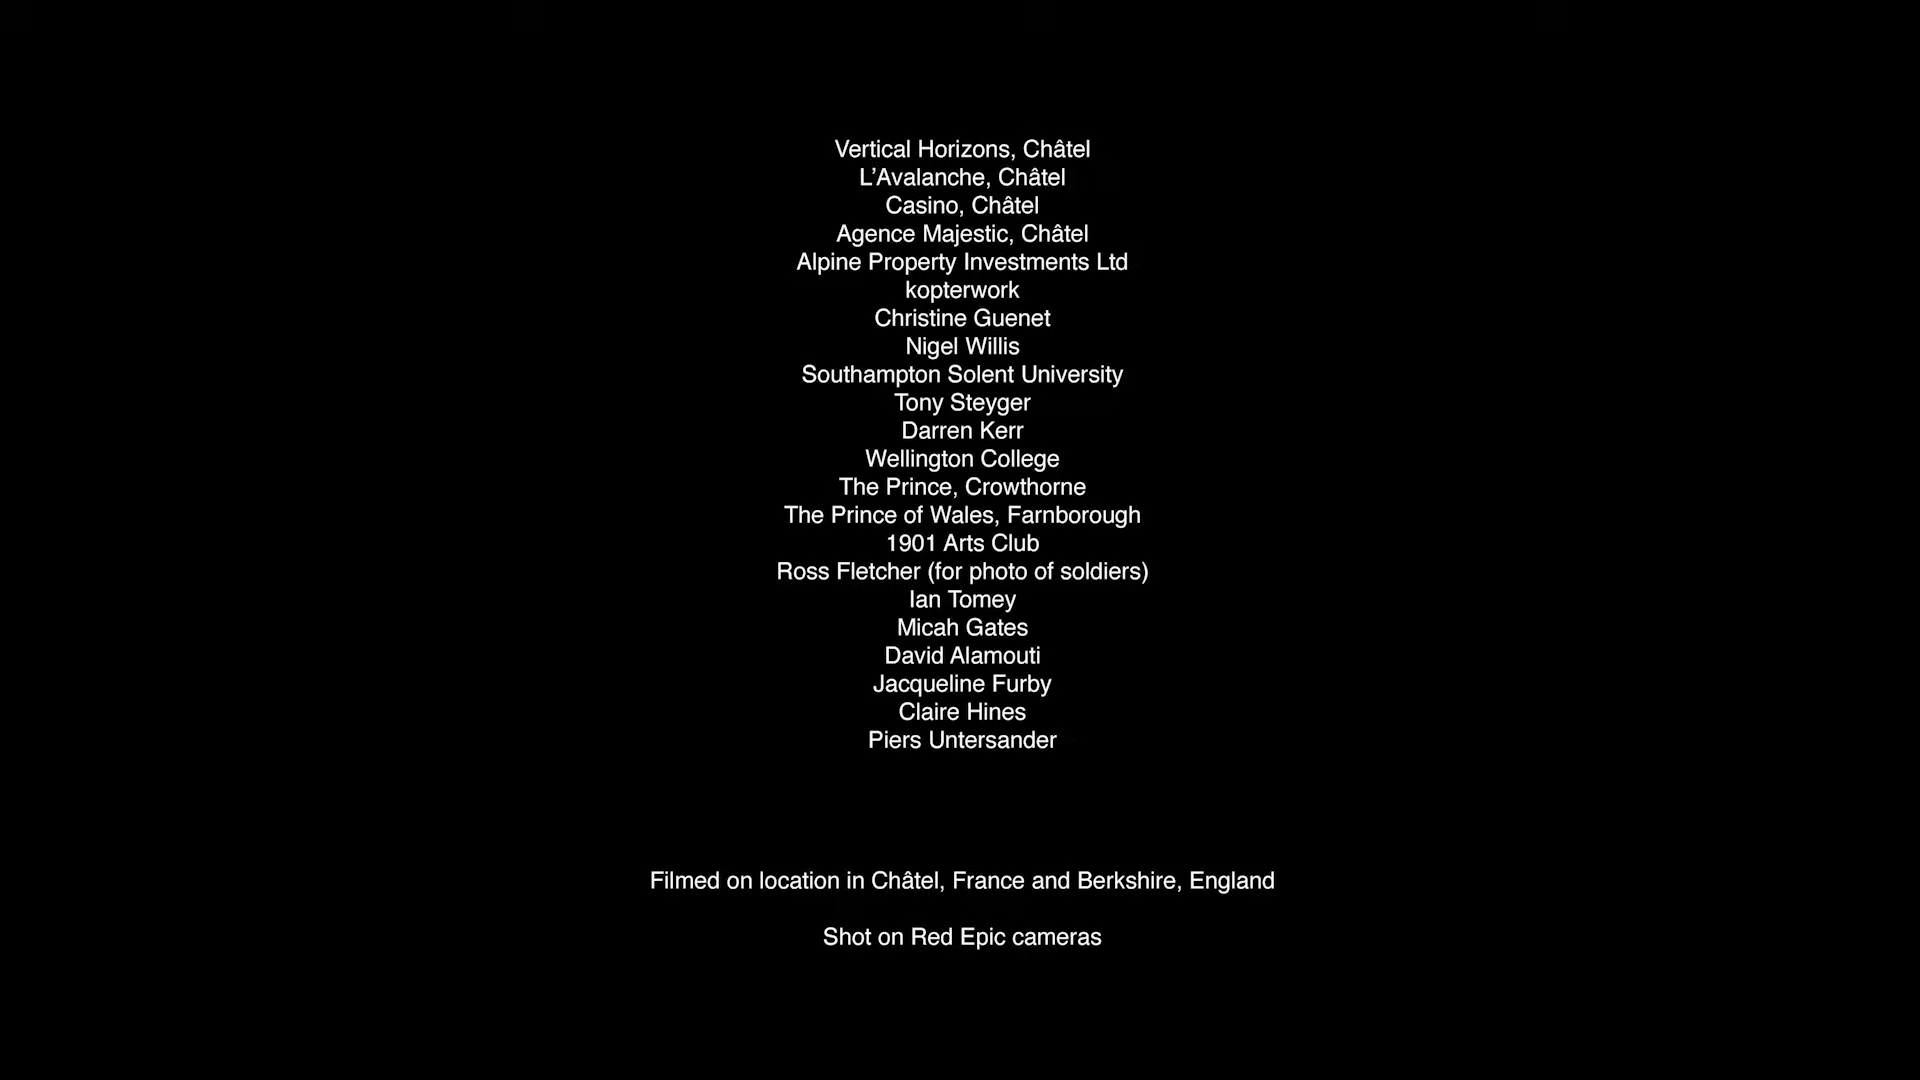 Vertical Horizons, Châtel
L’Avalanche, Châtel
Casino, Châtel
Agence Majestic, Châtel
Alpine Property Investments Ltd
kopterwork
Christine Guenet
Nigel Willis
Southampton Solent University
Tony Steyger
Darren Kerr
Wellington College
The Prince, Crowthorne
The Prince of Wales, Farnborough
1901 Arts Club
Ross Fletcher (for photo of soldiers)
Ian Tomey
Micah Gates
David Alamouti
Jacqueline Furby
Claire Hines
Piers Untersander
Filmed on location in Châtel, France and Berkshire, England
Shot on Red Epic cameras